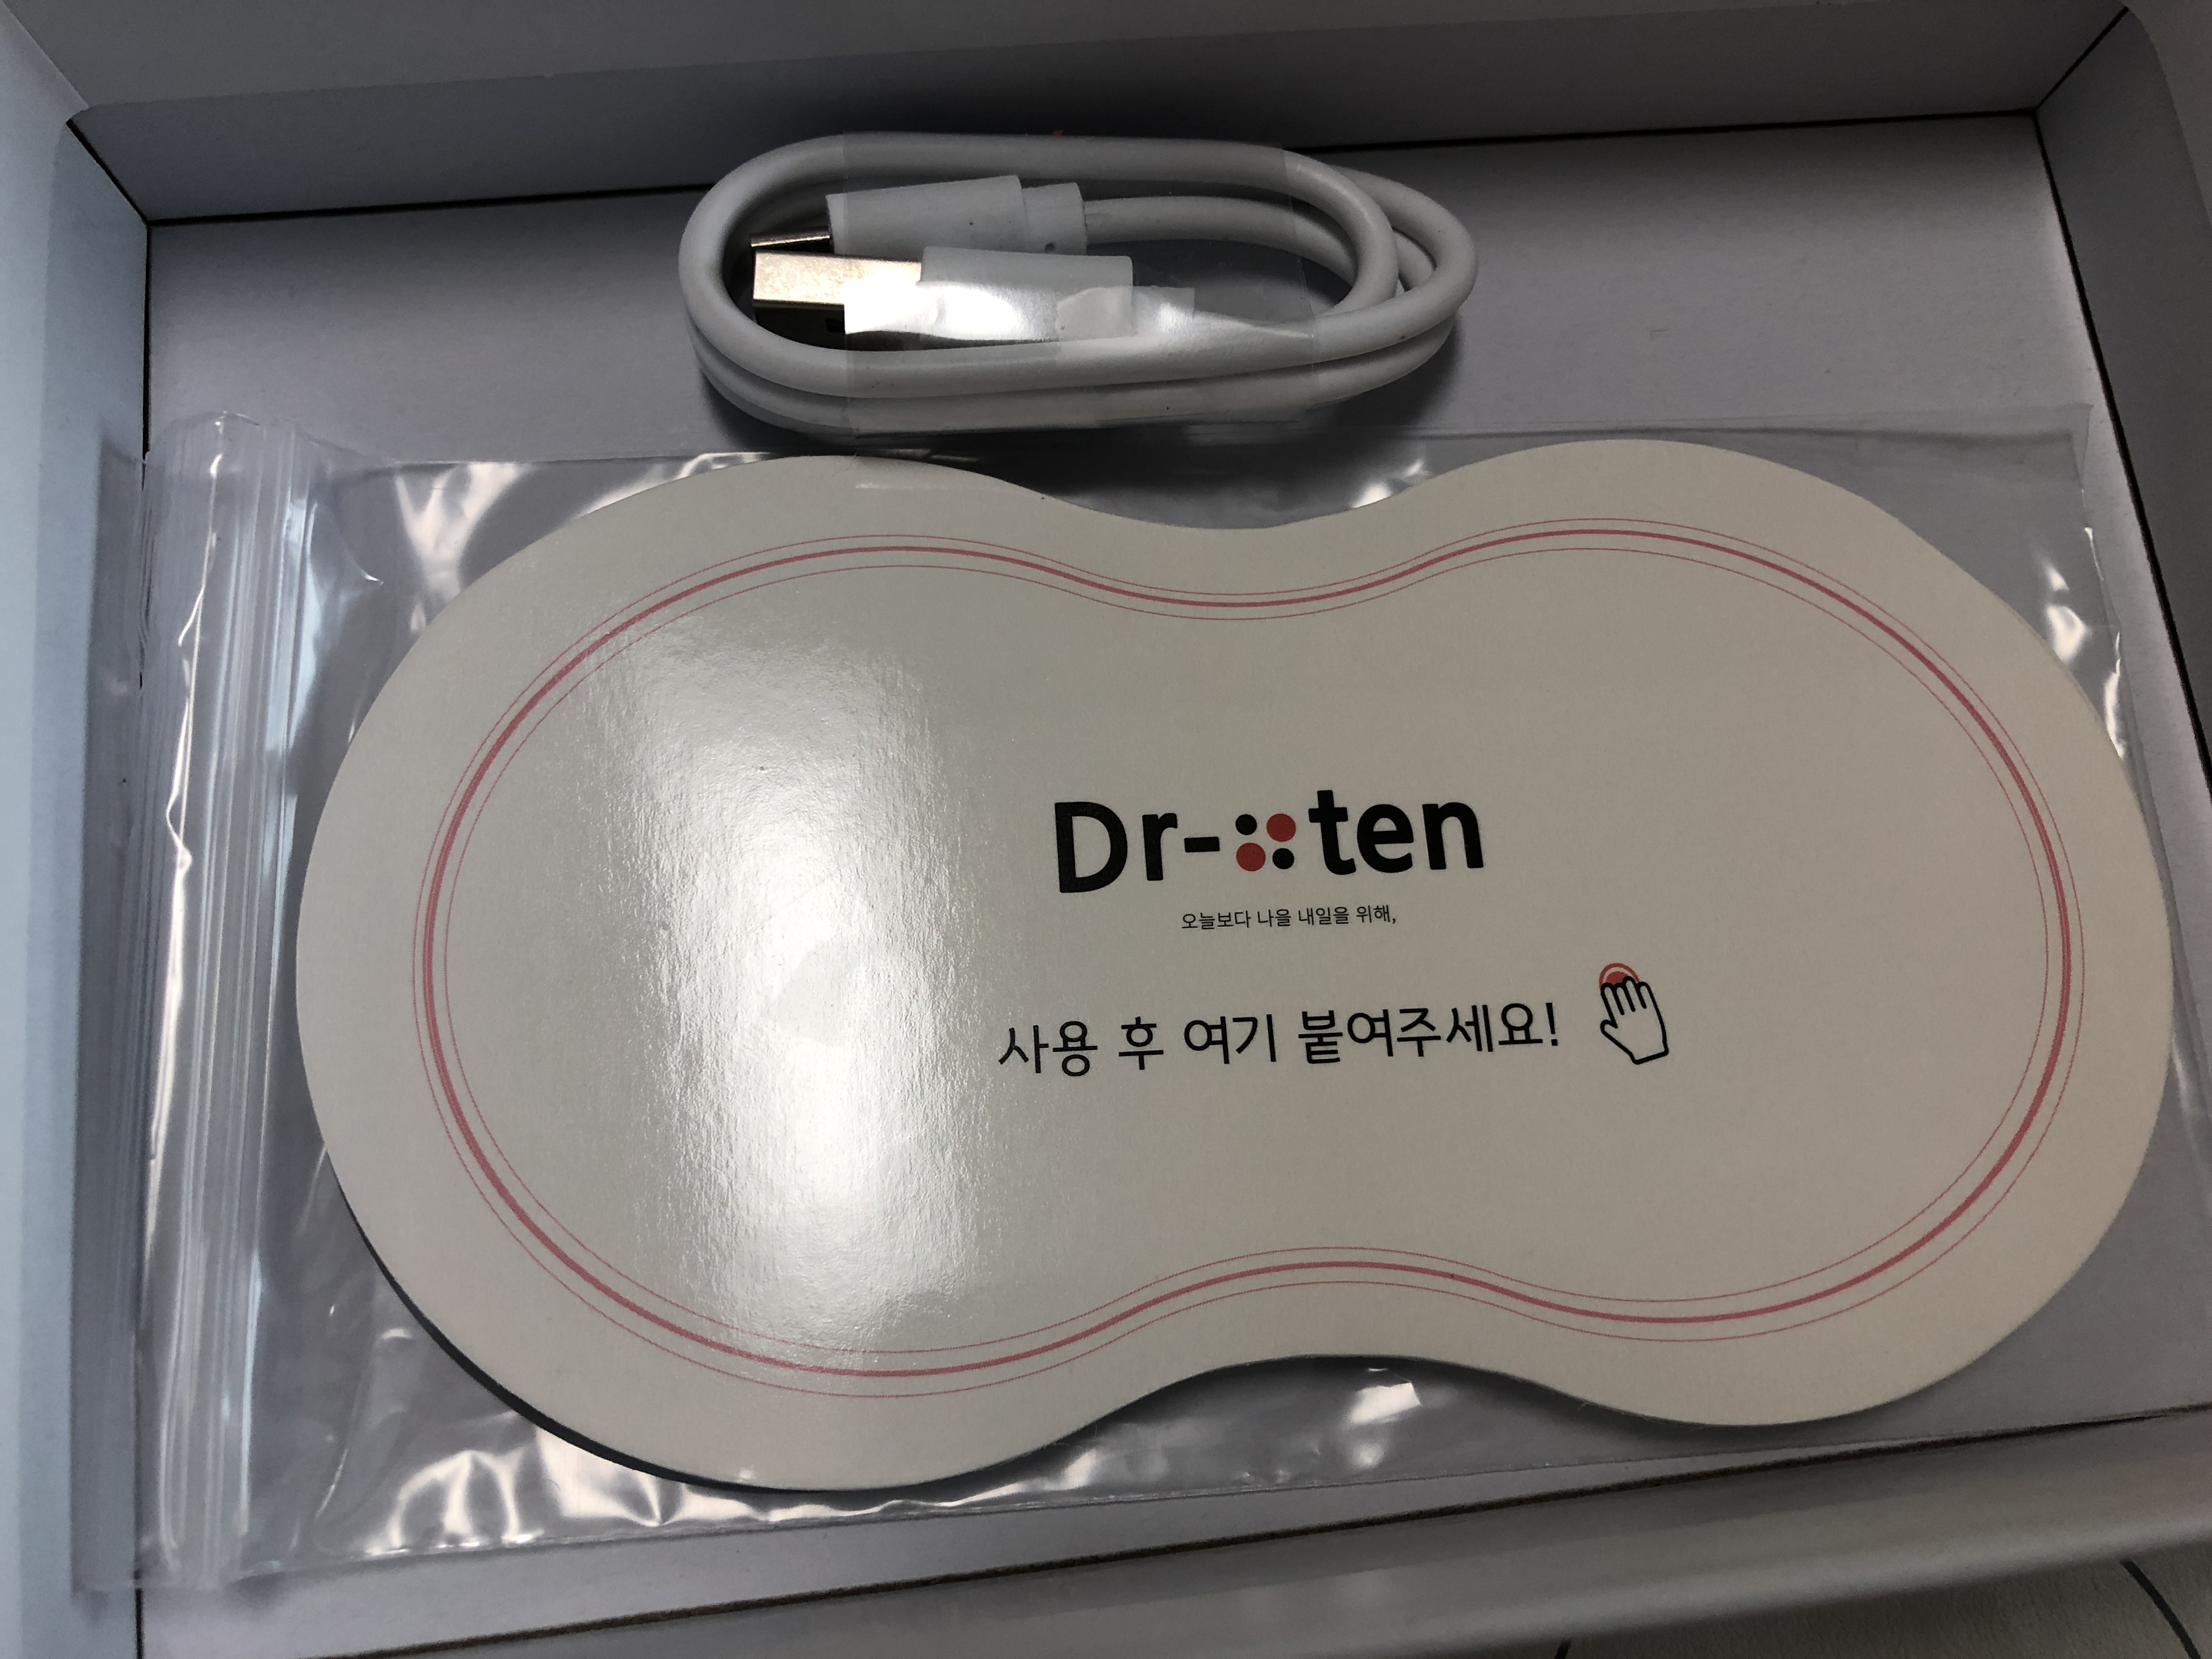 Dr-ten
오늘보다 나을 내일을 위해,
사용 후 여기 붙여주세요!